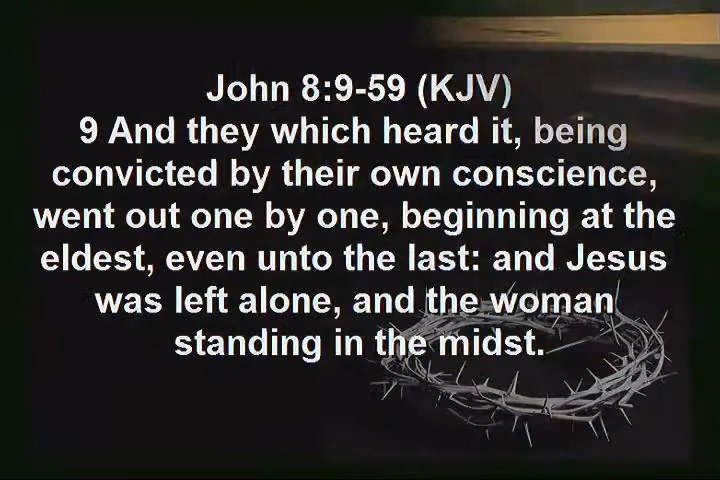 John 8:9-59 (KJV)
9 And they which heard it, being
convicted by their own conscience,
went out one by one, beginning at the
eldest, even unto the last: and Jesus
was left alone, and the woman
standing in the midst.